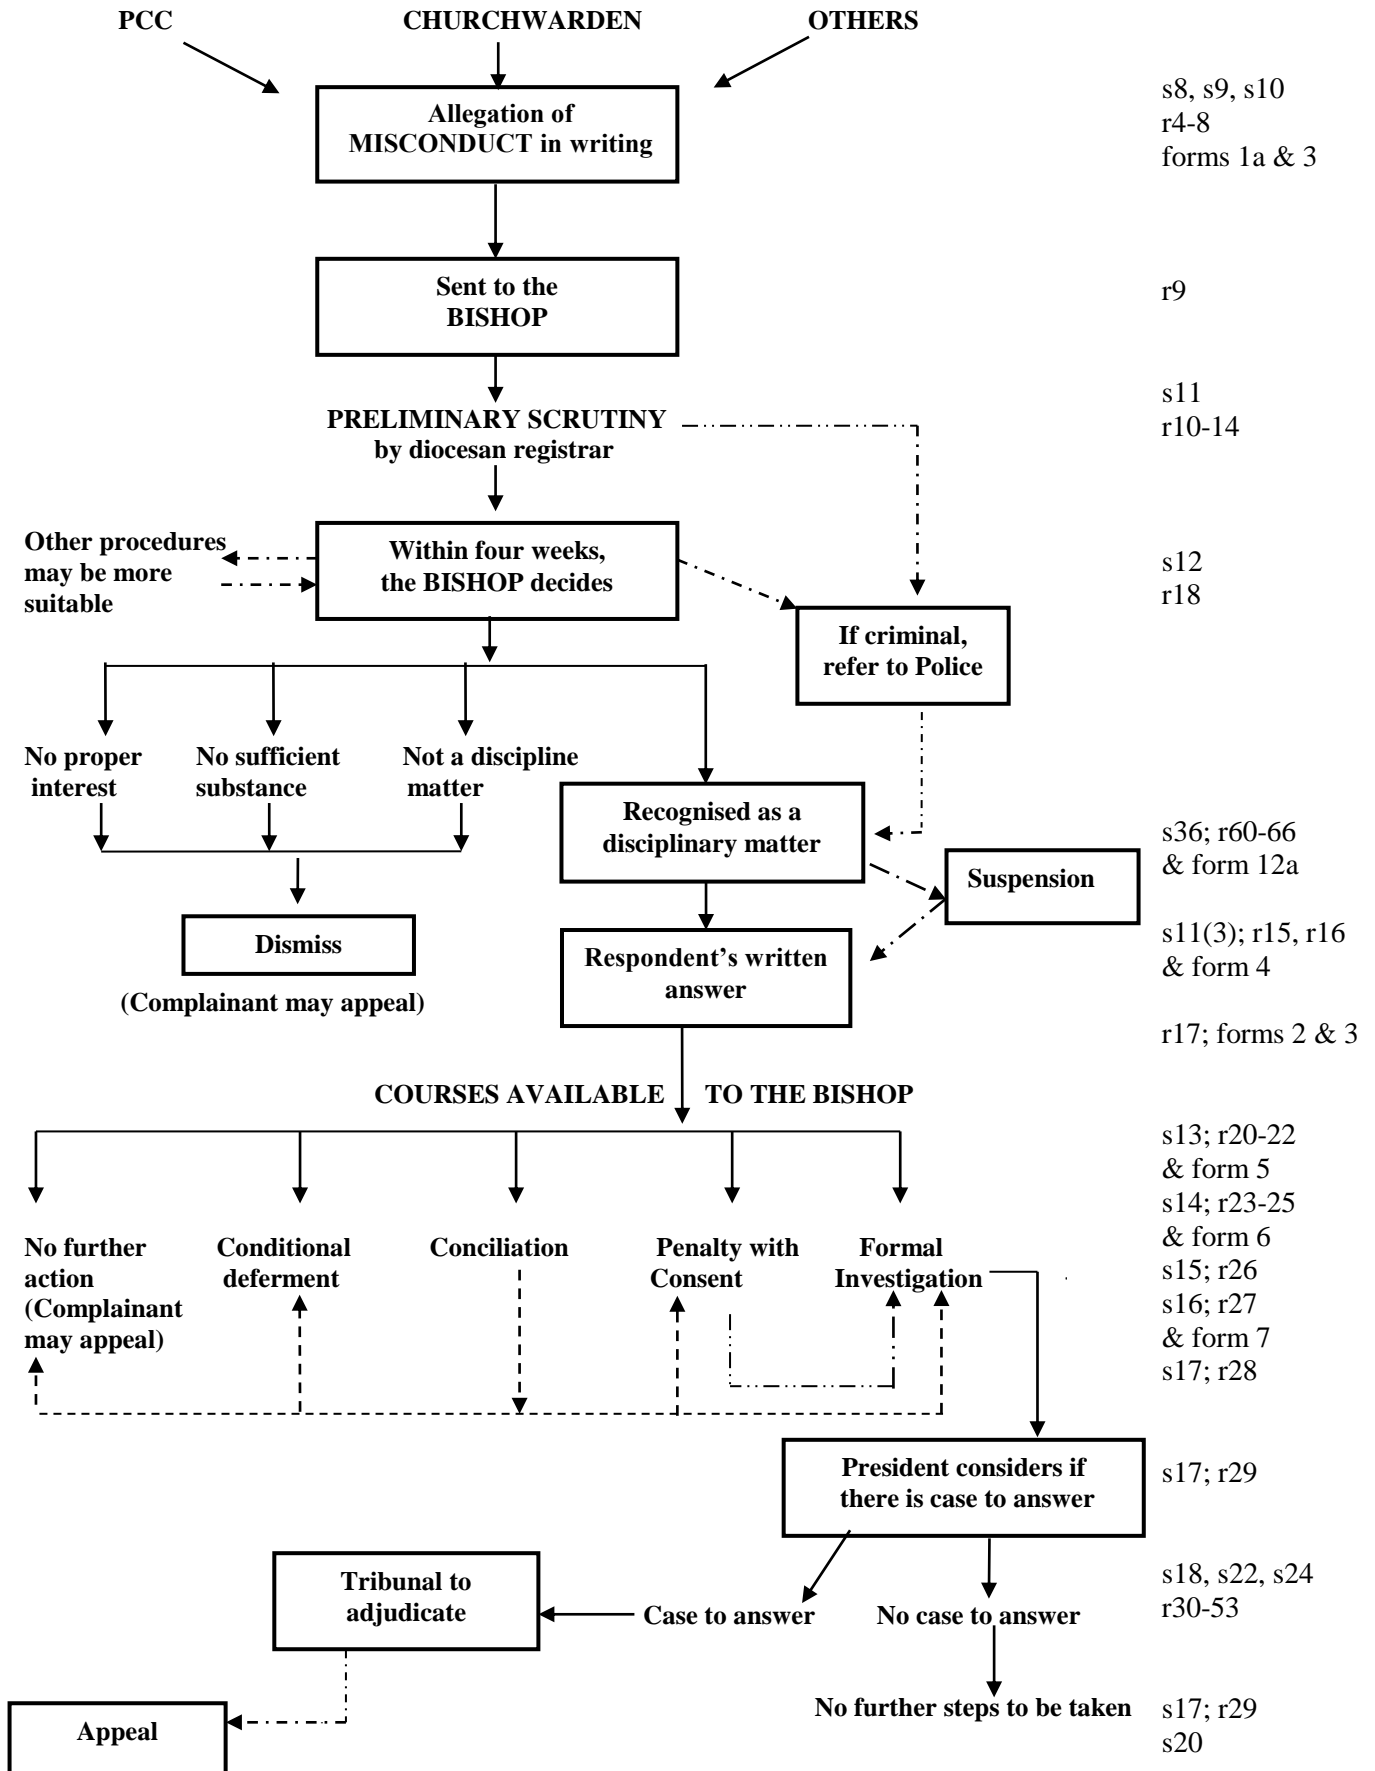 PCC
CHURCHWARDEN
OTHERS
Allegation of
MISCONDUCT in writing
s8, s9, s10
r4-8
forms 1a & 3
Sent to the
BISHOP
r9
PRELIMINARY SCRUTINY
by diocesan registrar
s11
r10-14
Other procedures
may be more
suitable
Within four weeks,
the BISHOP decides
s12
r18
If criminal,
refer to Police
No proper
interest
No sufficient
substance
Not a discipline
matter
Recognised as a
disciplinary matter
s36; r60-66
& form 12a
Suspension
Dismiss
(Complainant may appeal)
Respondent’s written
answer
s11(3); r15, r16
& form 4
r17; forms 2 & 3
COURSES AVAILABLE TO THE BISHOP
No further
action
(Complainant
may appeal)
Conditional
deferment
Conciliation
Penalty with
Consent
Formal
Investigation
s13; r20-22
& form 5
s14; r23-25
& form 6
s15; r26
s16; r27
& form 7
s17; r28
President considers if
there is case to answer
s17; r29
Tribunal to
adjudicate
Case to answer
No case to answer
s18, s22, s24
r30-53
No further steps to be taken
Appeal
s17; r29
s20